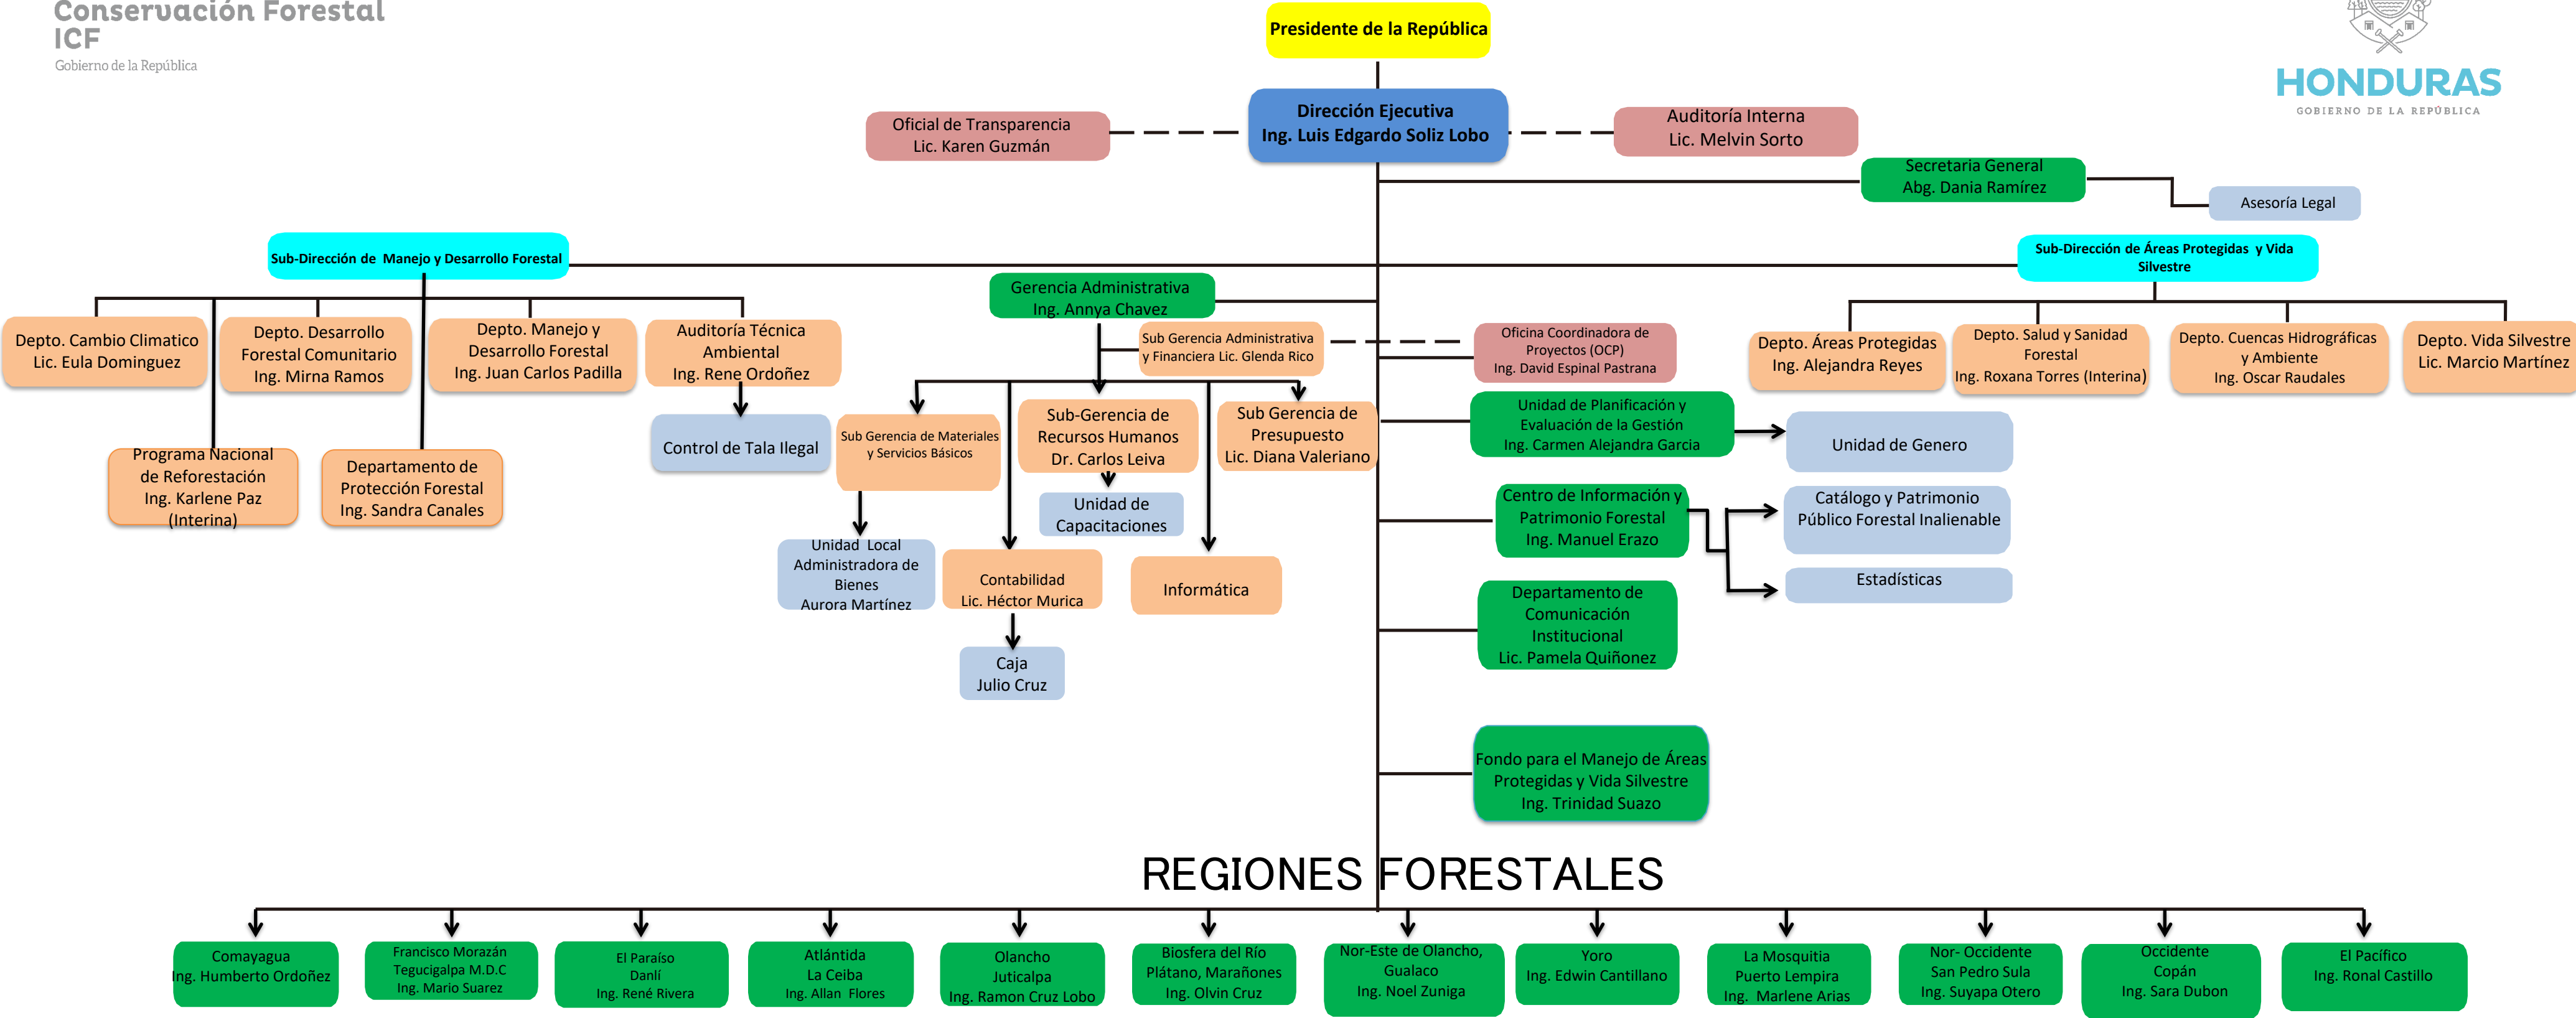 Conservación Forestal
ICF
Gobierno de la República
Presidente de la República
HONDURAS
GOBIERNO DE LA REPÚBLICA
Dirección Ejecutiva
Ing. Luis Edgardo Soliz Lobo
Oficial de Transparencia
Lic. Karen Guzmán
Auditoría Interna
Lic. Melvin Sorto
Secretaria General
Abg. Dania Ramírez
Asesoría Legal
Sub-Dirección de Manejo y Desarrollo Forestal
Sub-Dirección de Áreas Protegidas y Vida
Silvestre
Gerencia Administrativa
Ing. Annya Chavez
Sub Gerencia Administrativa
y Financiera Lic. Glenda Rico
Oficina Coordinadora de
Proyectos (OCP)
Ing. David Espinal Pastrana
Depto. Cambio Climatico
Lic. Eula Dominguez
Depto. Desarrollo
Forestal Comunitario
Ing. Mirna Ramos
Depto. Manejo y
Desarrollo Forestal
Ing. Juan Carlos Padilla
Auditoría Técnica
Ambiental
Ing. Rene Ordoñez
Depto. Áreas Protegidas
Ing. Alejandra Reyes
Depto. Salud y Sanidad
Forestal
Ing. Roxana Torres (Interina)
Depto. Cuencas Hidrográficas
y Ambiente
Ing. Oscar Raudales
Depto. Vida Silvestre
Lic. Marcio Martínez
Programa Nacional
de Reforestación
Ing. Karlene Paz
(Interina)
Departamento de
Protección Forestal
Ing. Sandra Canales
Control de Tala Ilegal
Sub Gerencia de Materiales
y Servicios Básicos
Sub-Gerencia de
Recursos Humanos
Dr. Carlos Leiva
Sub Gerencia de
Presupuesto
Lic. Diana Valeriano
Unidad de Planificación y
Evaluación de la Gestión
Ing. Carmen Alejandra Garcia
Unidad de Genero
Unidad de
Capacitaciones
Centro de Información y
Patrimonio Forestal
Ing. Manuel Erazo
Catálogo y Patrimonio
Público Forestal Inalienable
Estadísticas
Unidad Local
Administradora de
Bienes
Aurora Martínez
Contabilidad
Lic. Héctor Murica
Informática
Departamento de
Comunicación
Institucional
Lic. Pamela Quiñonez
Caja
Julio Cruz
Fondo para el Manejo de Áreas
Protegidas y Vida Silvestre
Ing. Trinidad Suazo
REGIONES FORESTALES
Comayagua
Ing. Humberto Ordoñez
Francisco Morazán
Tegucigalpa M.D.C
Ing. Mario Suarez
El Paraíso
Danlí
Ing. René Rivera
Atlántida
La Ceiba
Ing. Allan Flores
Olancho
Juticalpa
Ing. Ramon Cruz Lobo
Biosfera del Río
Plátano, Marañones
Ing. Olvin Cruz
Nor-Este de Olancho,
Gualaco
Ing. Noel Zuniga
Yoro
Ing. Edwin Cantillano
La Mosquitia
Puerto Lempira
Ing. Marlene Arias
Nor- Occidente
San Pedro Sula
Ing. Suyapa Otero
Occidente
Copán
Ing. Sara Dubon
El Pacífico
Ing. Ronal Castillo